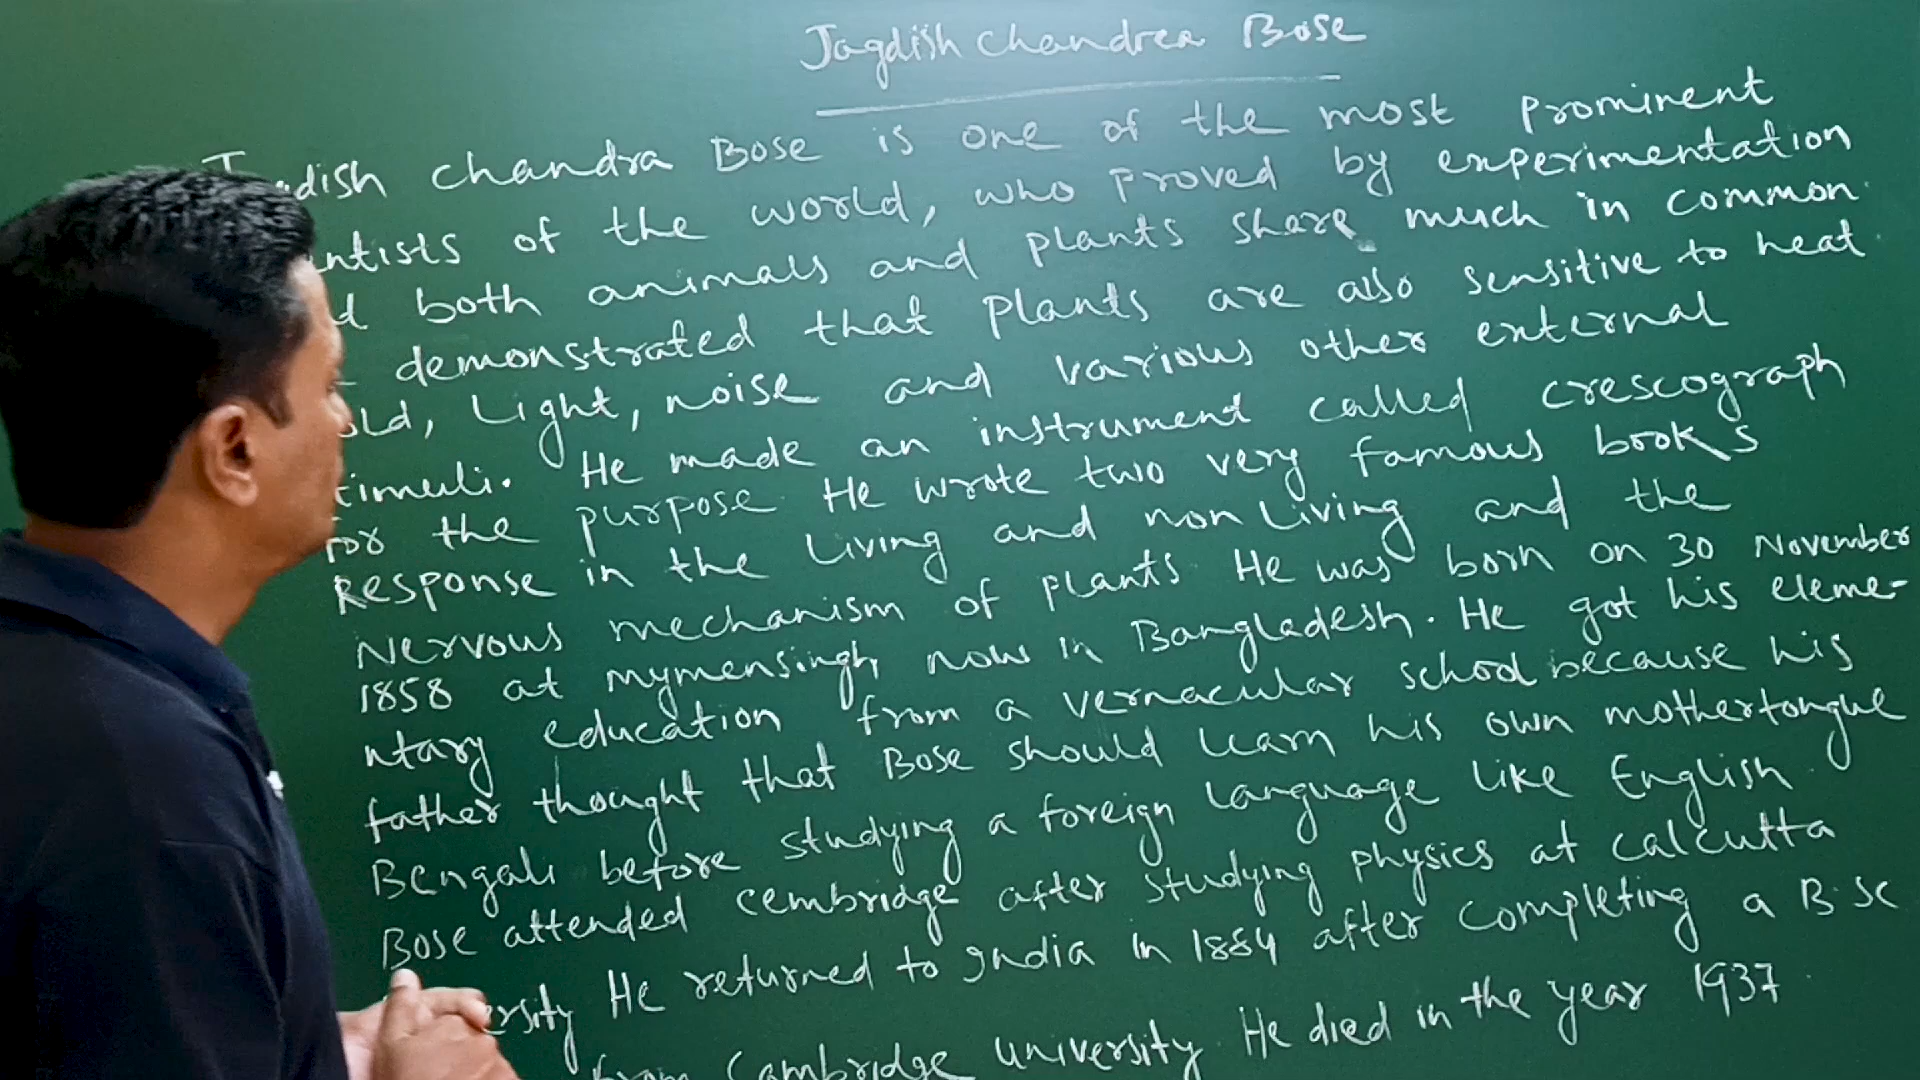 Jagdish Chandra Bose
Jagdish Chandra Bose is one of the most prominent
of the world, who proved by experimentation
both animals and plants share much in common
demonstrated that plants are also sensitive to heat
Light, noise and various other external
He made an instrument called crescograph
for the purpose He wrote two very famous books
Response in the Living and non Living and the
Nervous mechanism of plants He was born on 30 November
1858 at mymensingh, now in Bangladesh. He got his eleme-
ntary education from a vernacular school because his
father thought that Bose should learn his own mothertongue
Bengali before studying a foreign language like English.
Bose attended cembridge after studying physics at calcutta
He returned to India in 1884 after completing a B.Sc
from Cambridge university. He died in the year 1937.